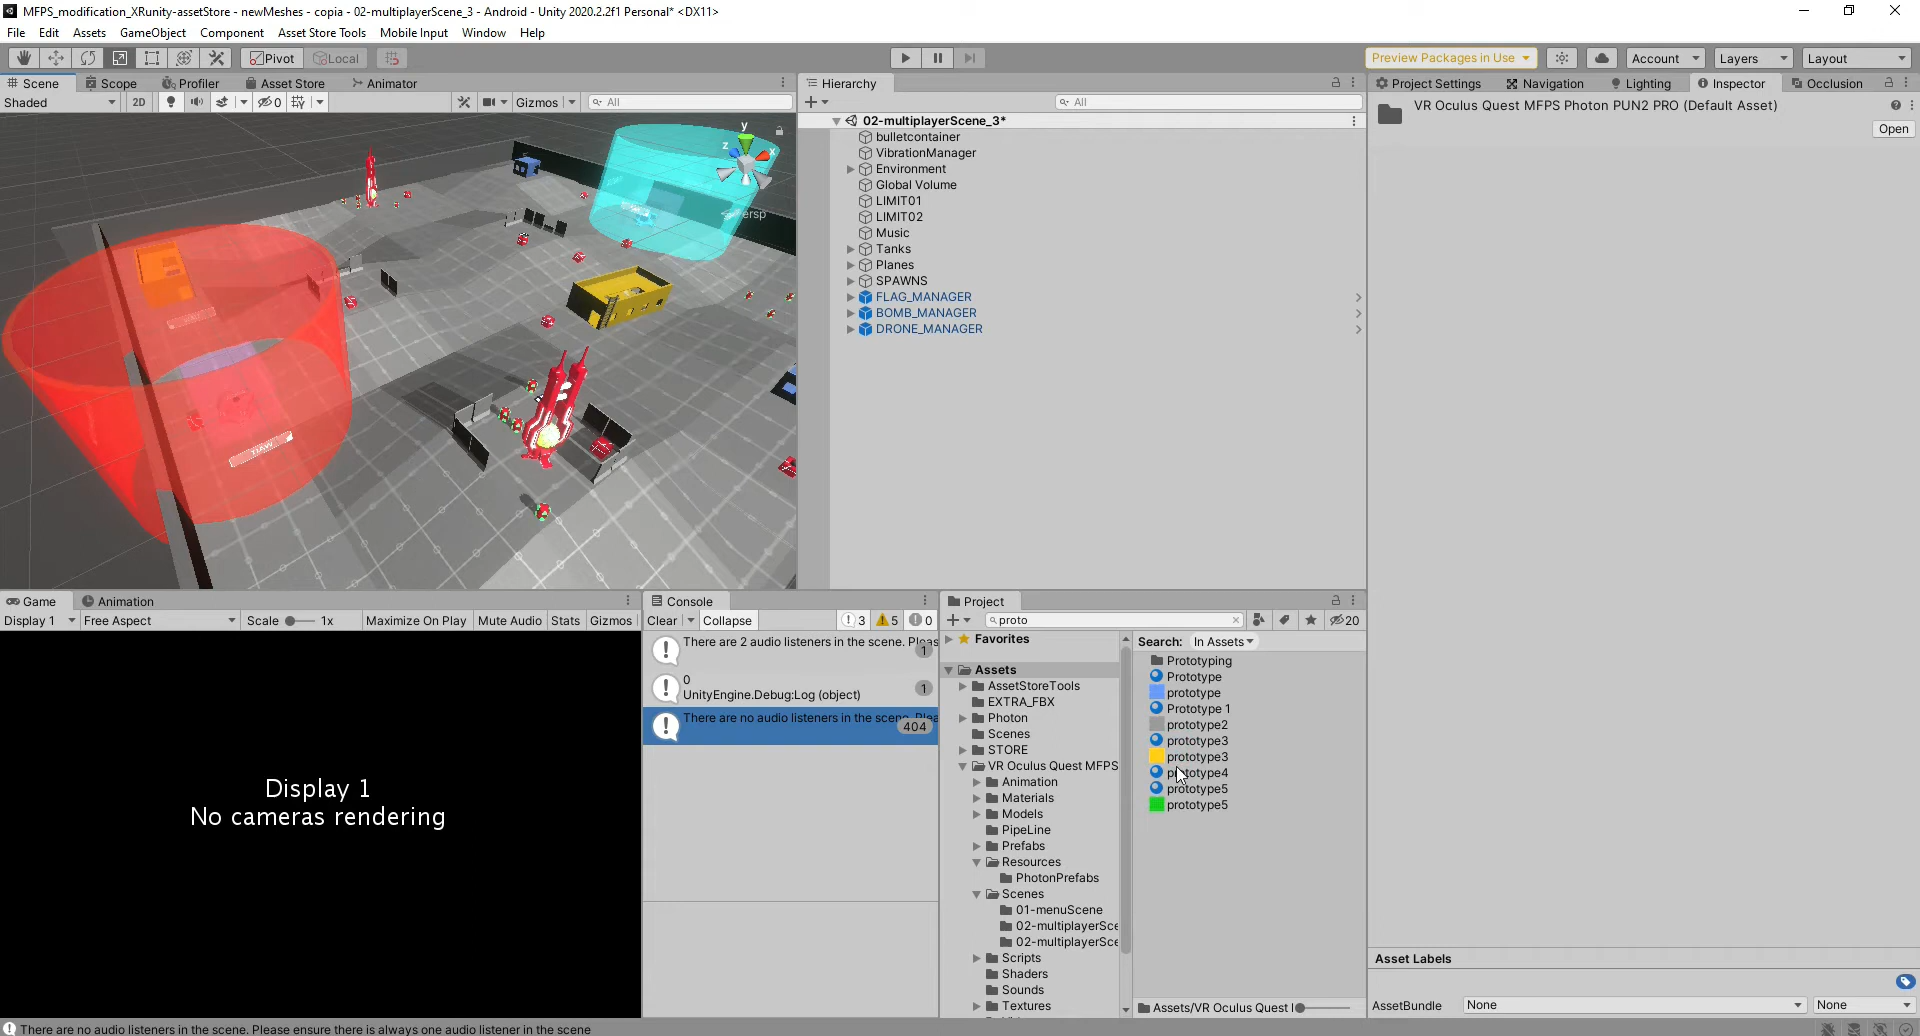 MFPS_modification_XRunity-assetStore - newMeshes - copia - 02-multiplayerScene_3 - Android - Unity 2020.2.2f1 Personal* <DX11>
File Edit Assets GameObject Component Asset Store Tools Mobile Input Window Help
Pivot Local Preview Packages in Use Account Layers Layout
Scene Scope Profiler Asset Store Animator
Shaded 2D 0 Gizmos All
y
z
x
Persp
Hierarchy
All
02-multiplayerScene_3*
bulletcontainer
VibrationManager
Environment
Global Volume
LIMIT01
LIMIT02
Music
Tanks
Planes
SPAWNS
FLAG_MANAGER
BOMB_MANAGER
DRONE_MANAGER
Project Settings Navigation Lighting Inspector Occlusion
VR Oculus Quest MFPS Photon PUN2 PRO (Default Asset)
Open
Game Animation
Display 1 Free Aspect Scale 1x Maximize On Play Mute Audio Stats Gizmos
Display 1
No cameras rendering
Console
Clear Collapse 3 5 0
There are 2 audio listeners in the scene. Pleas
1
0
UnityEngine.Debug:Log (object)
1
There are no audio listeners in the scene. Plea
404
Project
proto
20
Favorites
Assets
AssetStoreTools
EXTRA_FBX
Photon
Scenes
STORE
VR Oculus Quest MFPS
Animation
Materials
Models
PipeLine
Prefabs
Resources
PhotonPrefabs
Scenes
01-menuScene
02-multiplayerSce
02-multiplayerSce
Scripts
Shaders
Sounds
Textures
Search: In Assets
Prototyping
Prototype
prototype
Prototype 1
prototype2
prototype3
prototype3
prototype4
prototype5
prototype5
Assets/VR Oculus Quest
Asset Labels
AssetBundle None None
There are no audio listeners in the scene. Please ensure there is always one audio listener in the scene